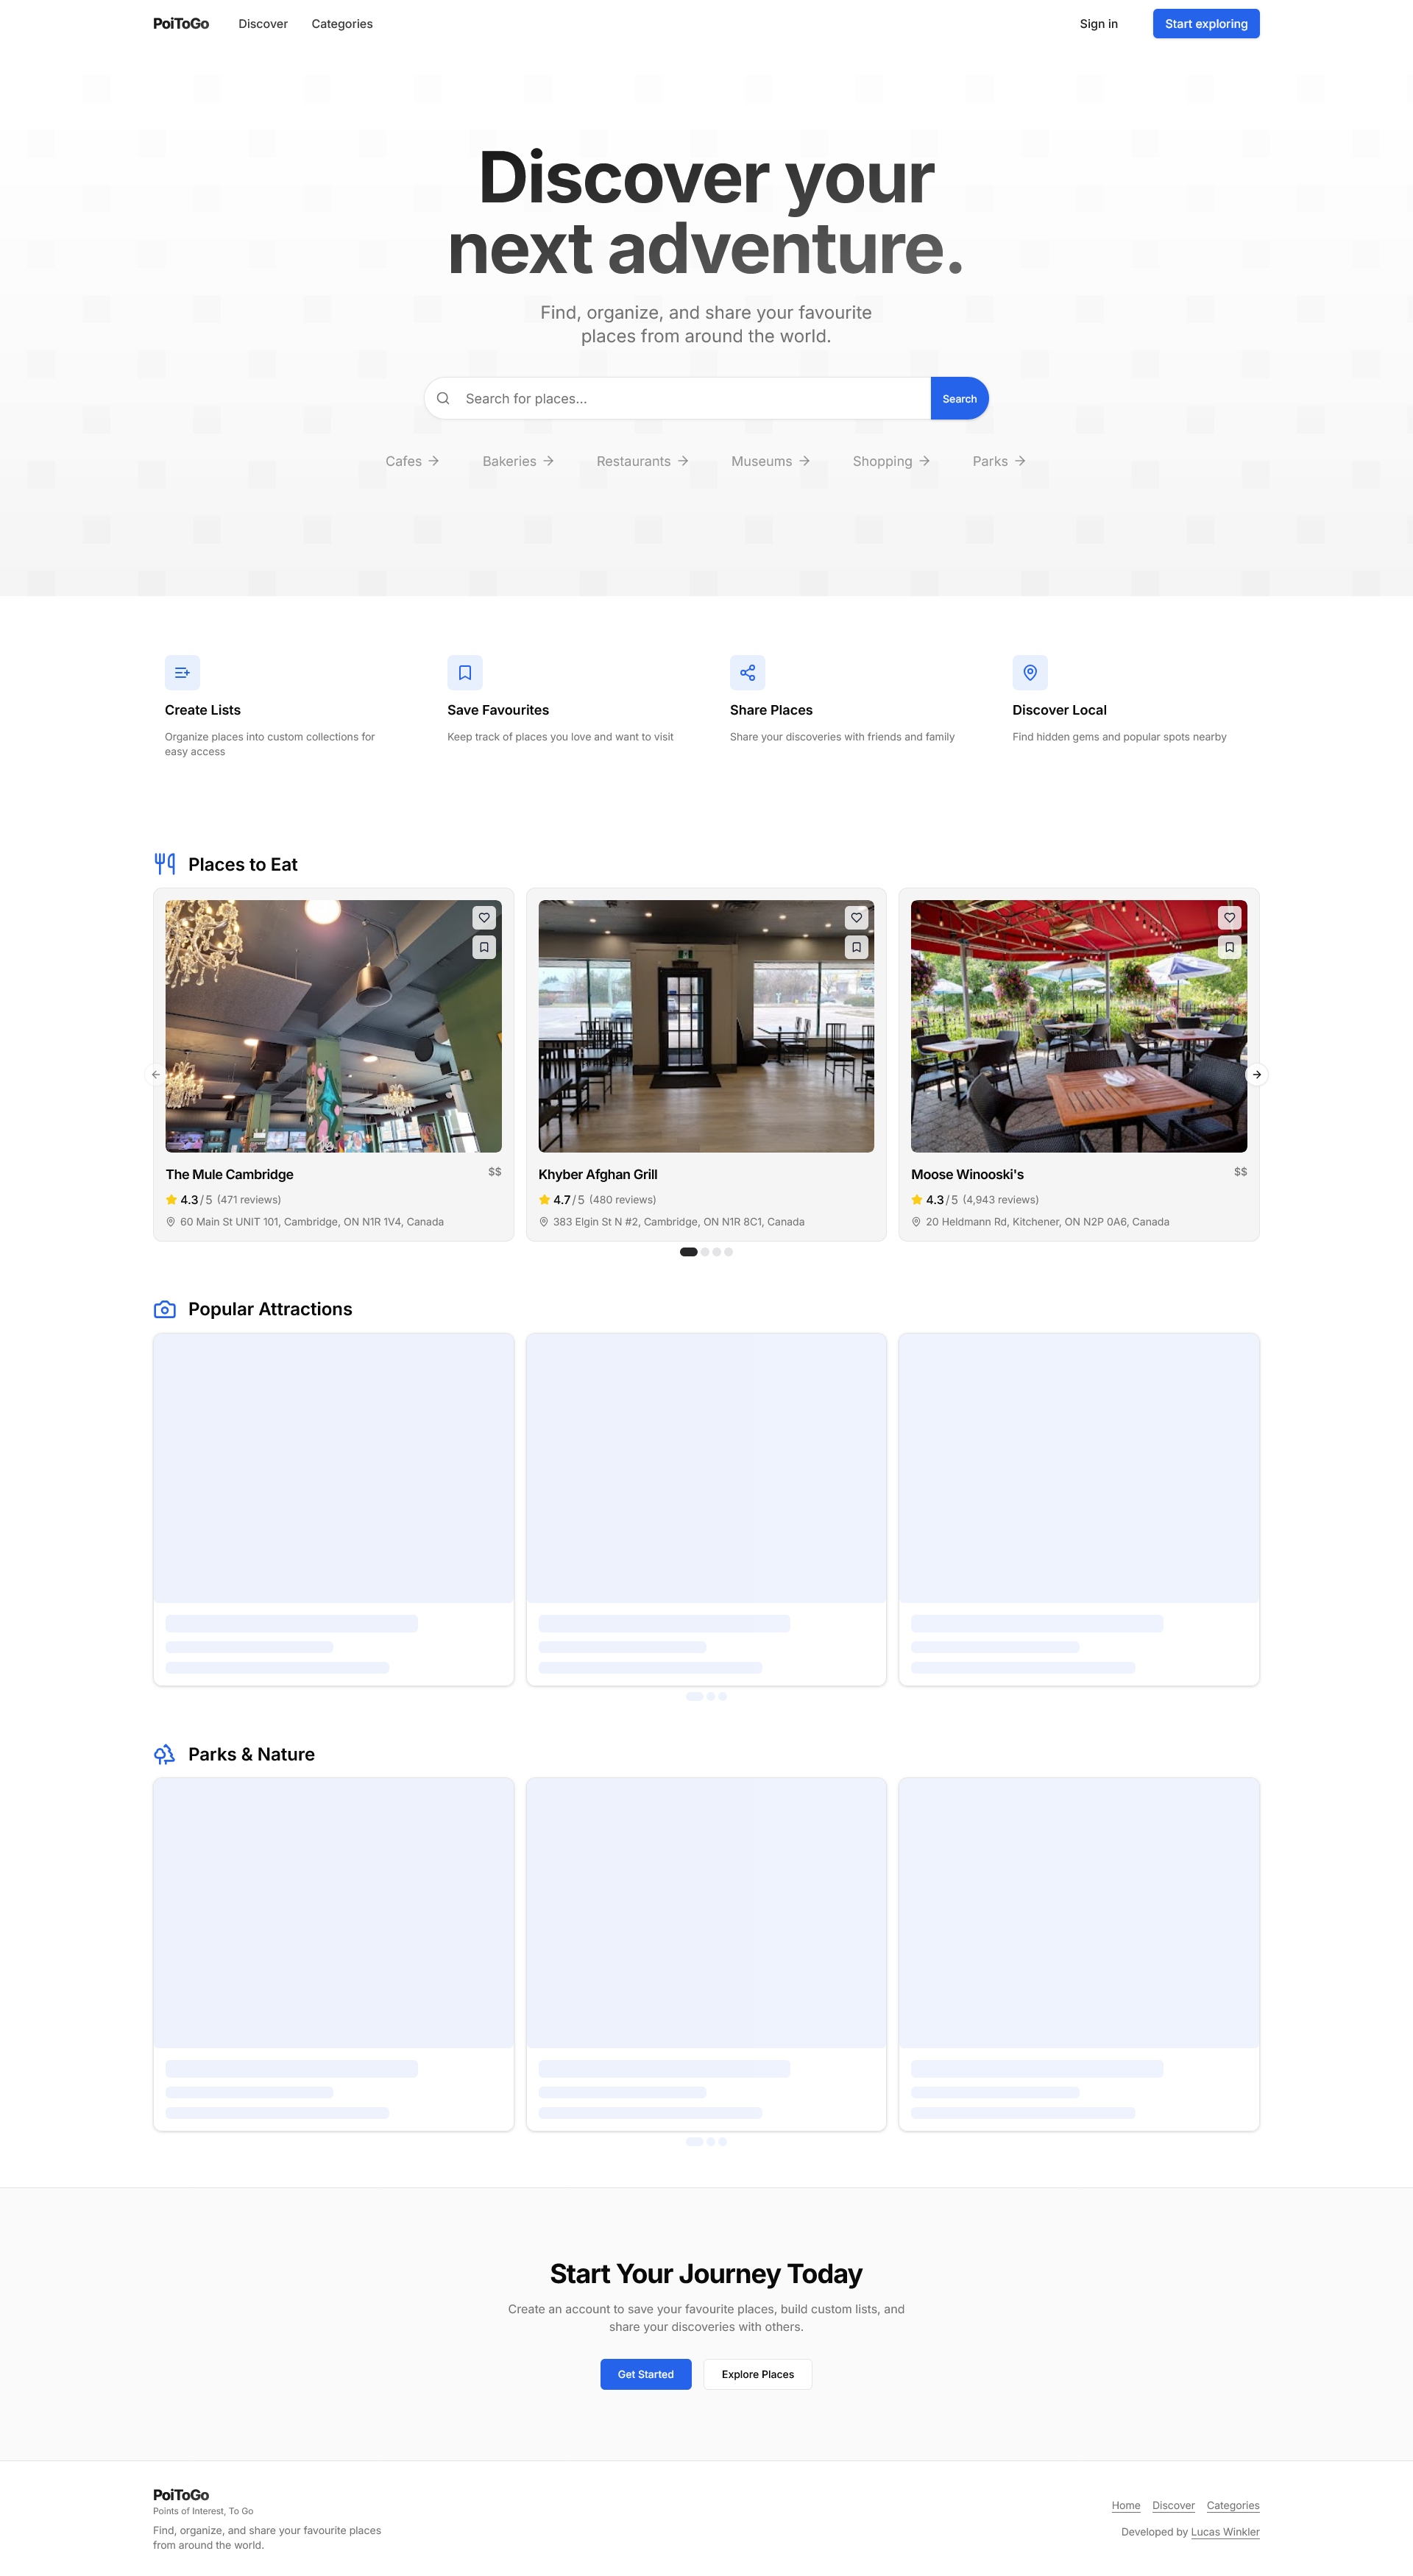 PoiToGo
Discover
Categories
Sign in
Start exploring
Discover your
next adventure.
Find, organize, and share your favourite
places from around the world.
Search for places...
Search
Cafes
Bakeries
Restaurants
Museums
Shopping
Parks
Create Lists
Organize places into custom collections for
easy access
Save Favourites
Keep track of places you love and want to visit
Share Places
Share your discoveries with friends and family
Discover Local
Find hidden gems and popular spots nearby
Places to Eat
The Mule Cambridge
$$
4.3/5 (471 reviews)
60 Main St UNIT 101, Cambridge, ON N1R 1V4, Canada
Khyber Afghan Grill
4.7/5 (480 reviews)
383 Elgin St N #2, Cambridge, ON N1R 8C1, Canada
Moose Winooski's
$$
4.3/5 (4,943 reviews)
20 Heldmann Rd, Kitchener, ON N2P 0A6, Canada
Popular Attractions
Parks & Nature
Start Your Journey Today
Create an account to save your favourite places, build custom lists, and
share your discoveries with others.
Get Started
Explore Places
PoiToGo
Points of Interest, To Go
Find, organize, and share your favourite places
from around the world.
Home
Discover
Categories
Developed by Lucas Winkler